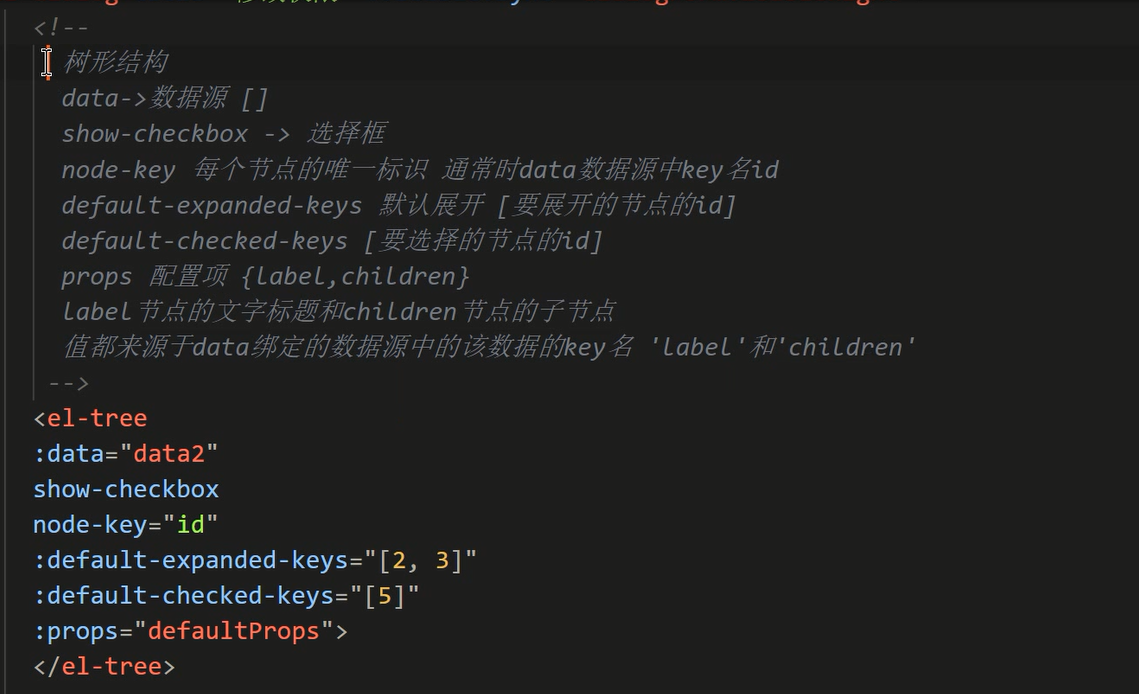 <!--
树形结构
data->数据源 []
show-checkbox -> 选择框
node-key 每个节点的唯一标识 通常时data数据源中key名id
default-expanded-keys 默认展开 [要展开的节点的id]
default-checked-keys [要选择的节点的id]
props 配置项 {label,children}
label节点的文字标题和children节点的子节点
值都来源于data绑定的数据源中的该数据的key名 'label'和'children'
-->
<el-tree
:data="data2"
show-checkbox
node-key="id"
:default-expanded-keys="[2, 3]"
:default-checked-keys="[5]"
:props="defaultProps">
</el-tree>